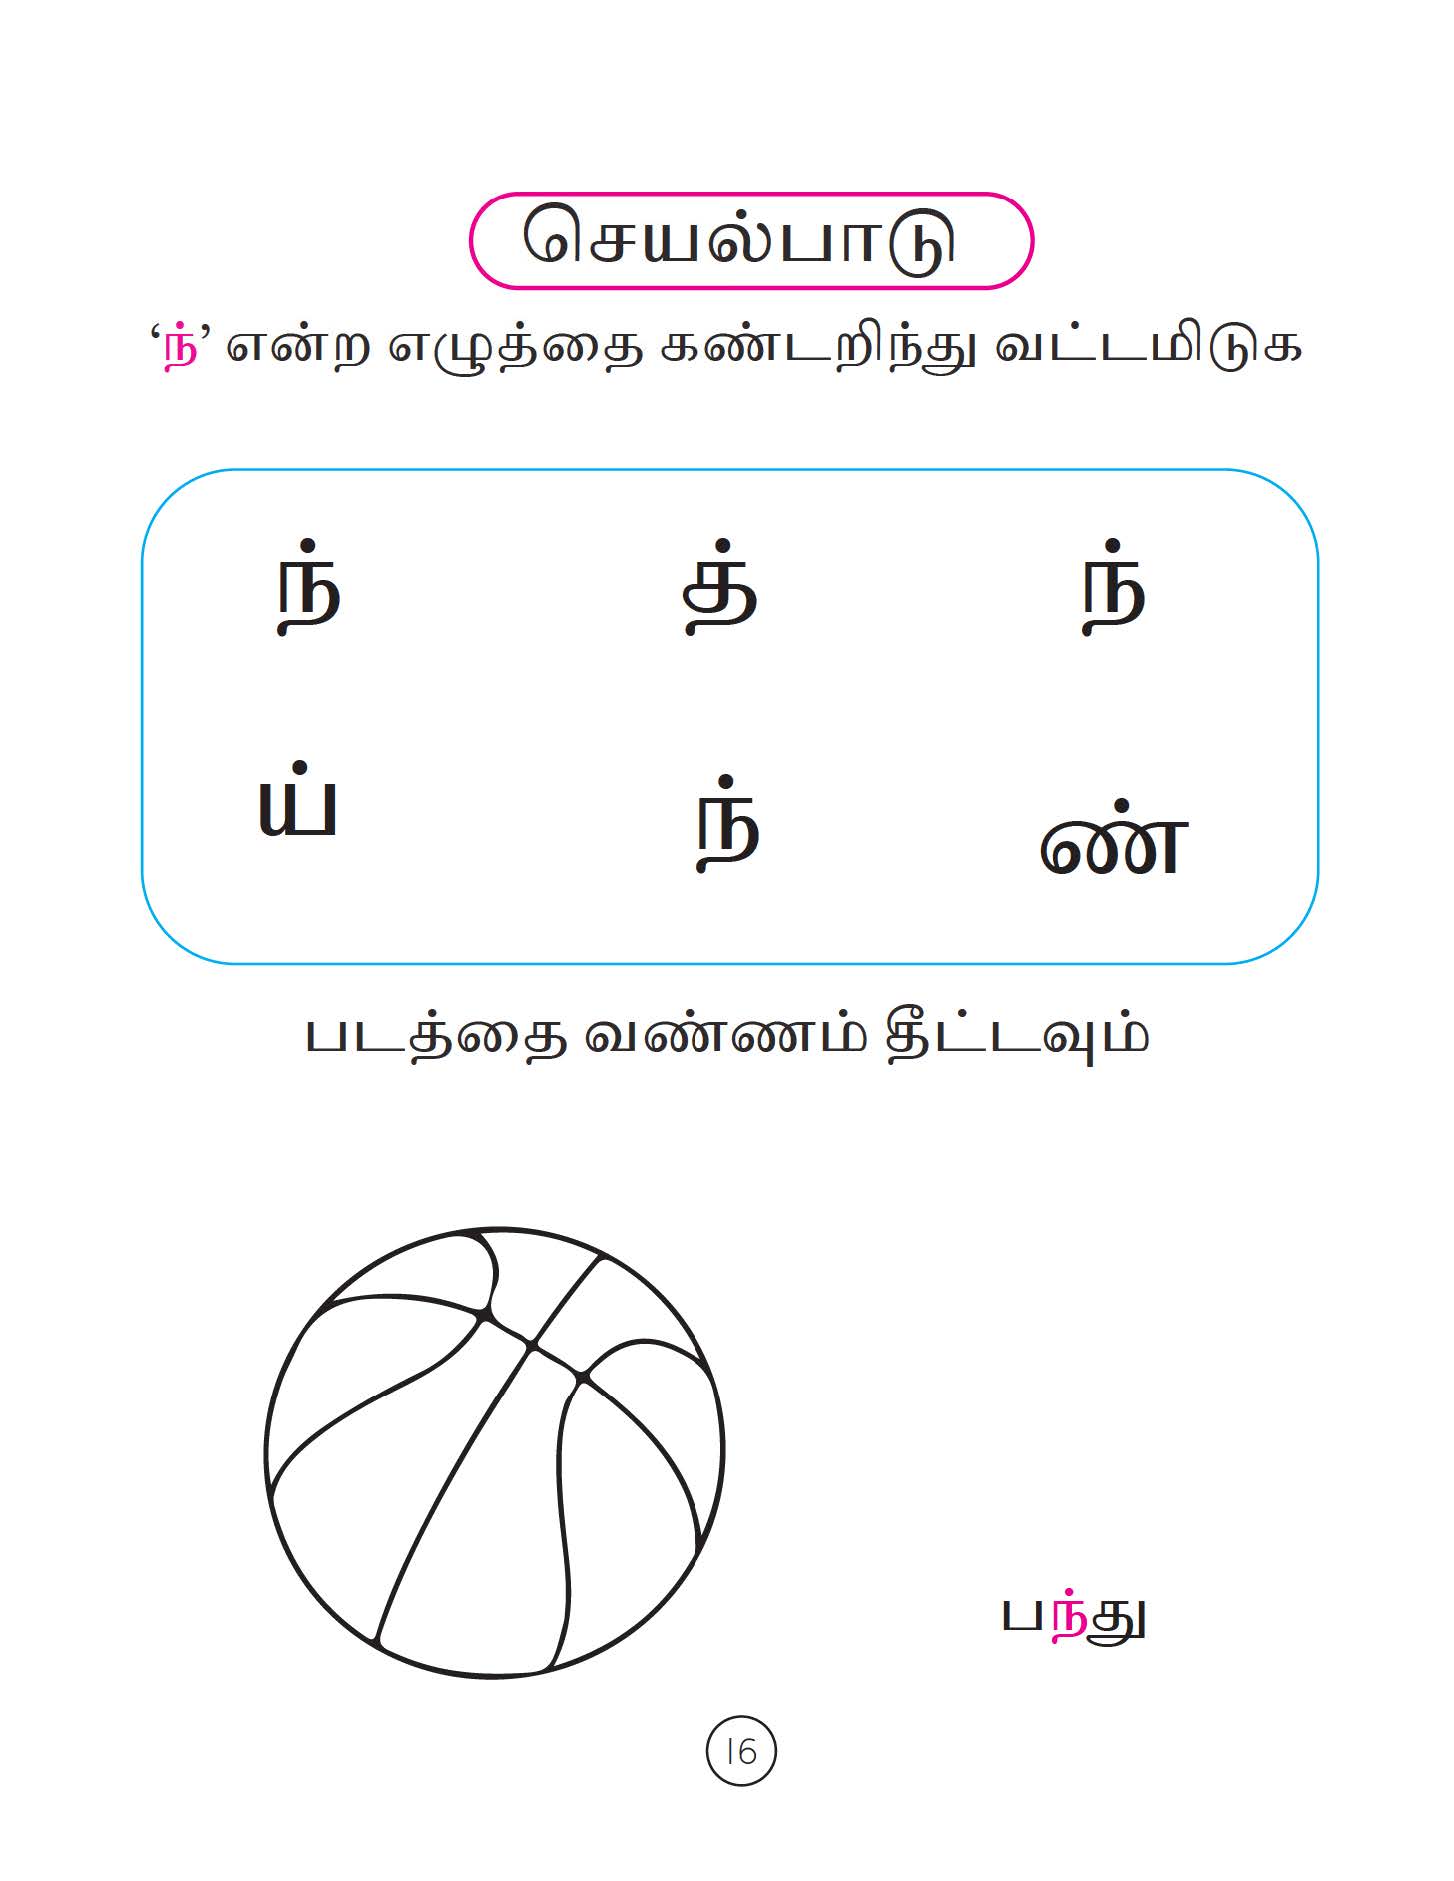 செயல்பாடு
‘ந்’ என்ற எழுத்தை கண்டறிந்து வட்டமிடுக
ந் த் ந்
ய் ந் ண்
படத்தை வண்ணம் தீட்டவும்
பந்து
16